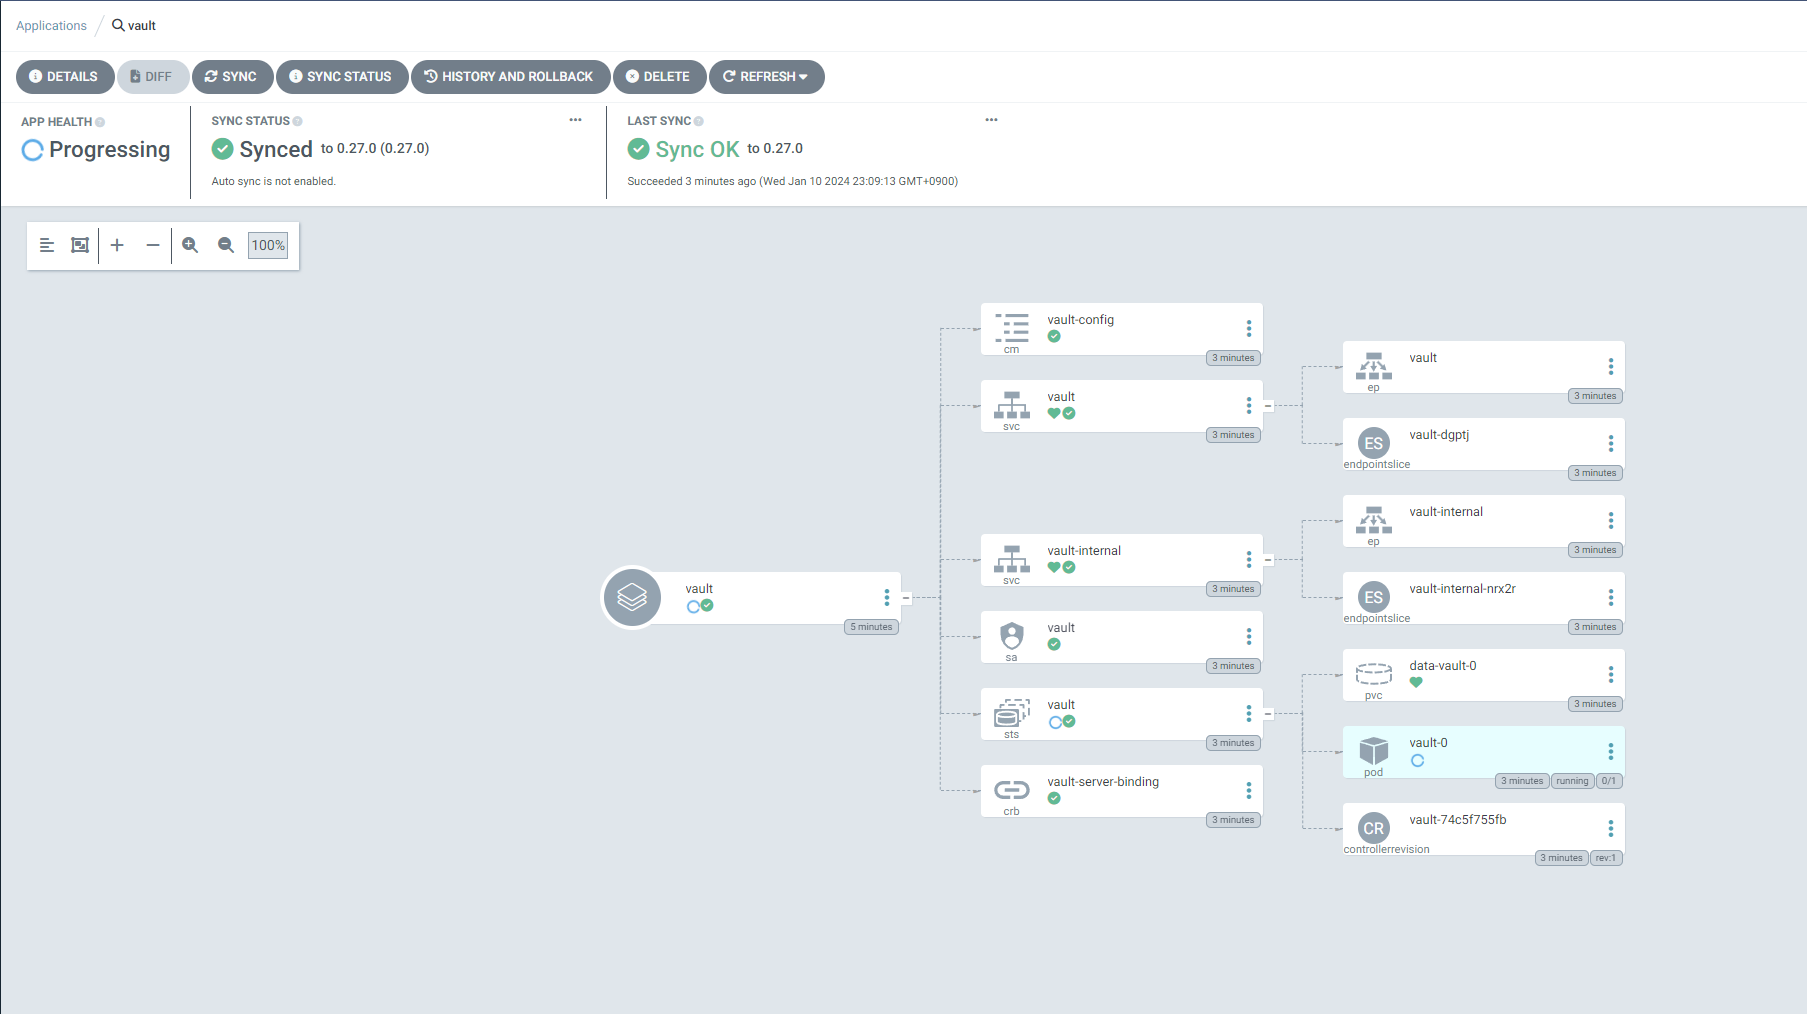 Applications / vault
DETAILS DIFF SYNC SYNC STATUS HISTORY AND ROLLBACK DELETE REFRESH
APP HEALTH
Progressing
SYNC STATUS
Synced to 0.27.0 (0.27.0)
Auto sync is not enabled.
LAST SYNC
Sync OK to 0.27.0
Succeeded 3 minutes ago (Wed Jan 10 2024 23:09:13 GMT+0900)
100%
vault
5 minutes
vault-config
cm
3 minutes
vault
svc
3 minutes
vault-internal
svc
3 minutes
vault
sa
3 minutes
vault
sts
3 minutes
vault-server-binding
crb
3 minutes
vault
ep
3 minutes
ES
vault-dgptj
endpointslice
3 minutes
vault-internal
ep
3 minutes
ES
vault-internal-nrx2r
endpointslice
3 minutes
data-vault-0
pvc
3 minutes
vault-0
pod
3 minutes running 0/1
CR
vault-74c5f755fb
controllerrevision
3 minutes rev:1